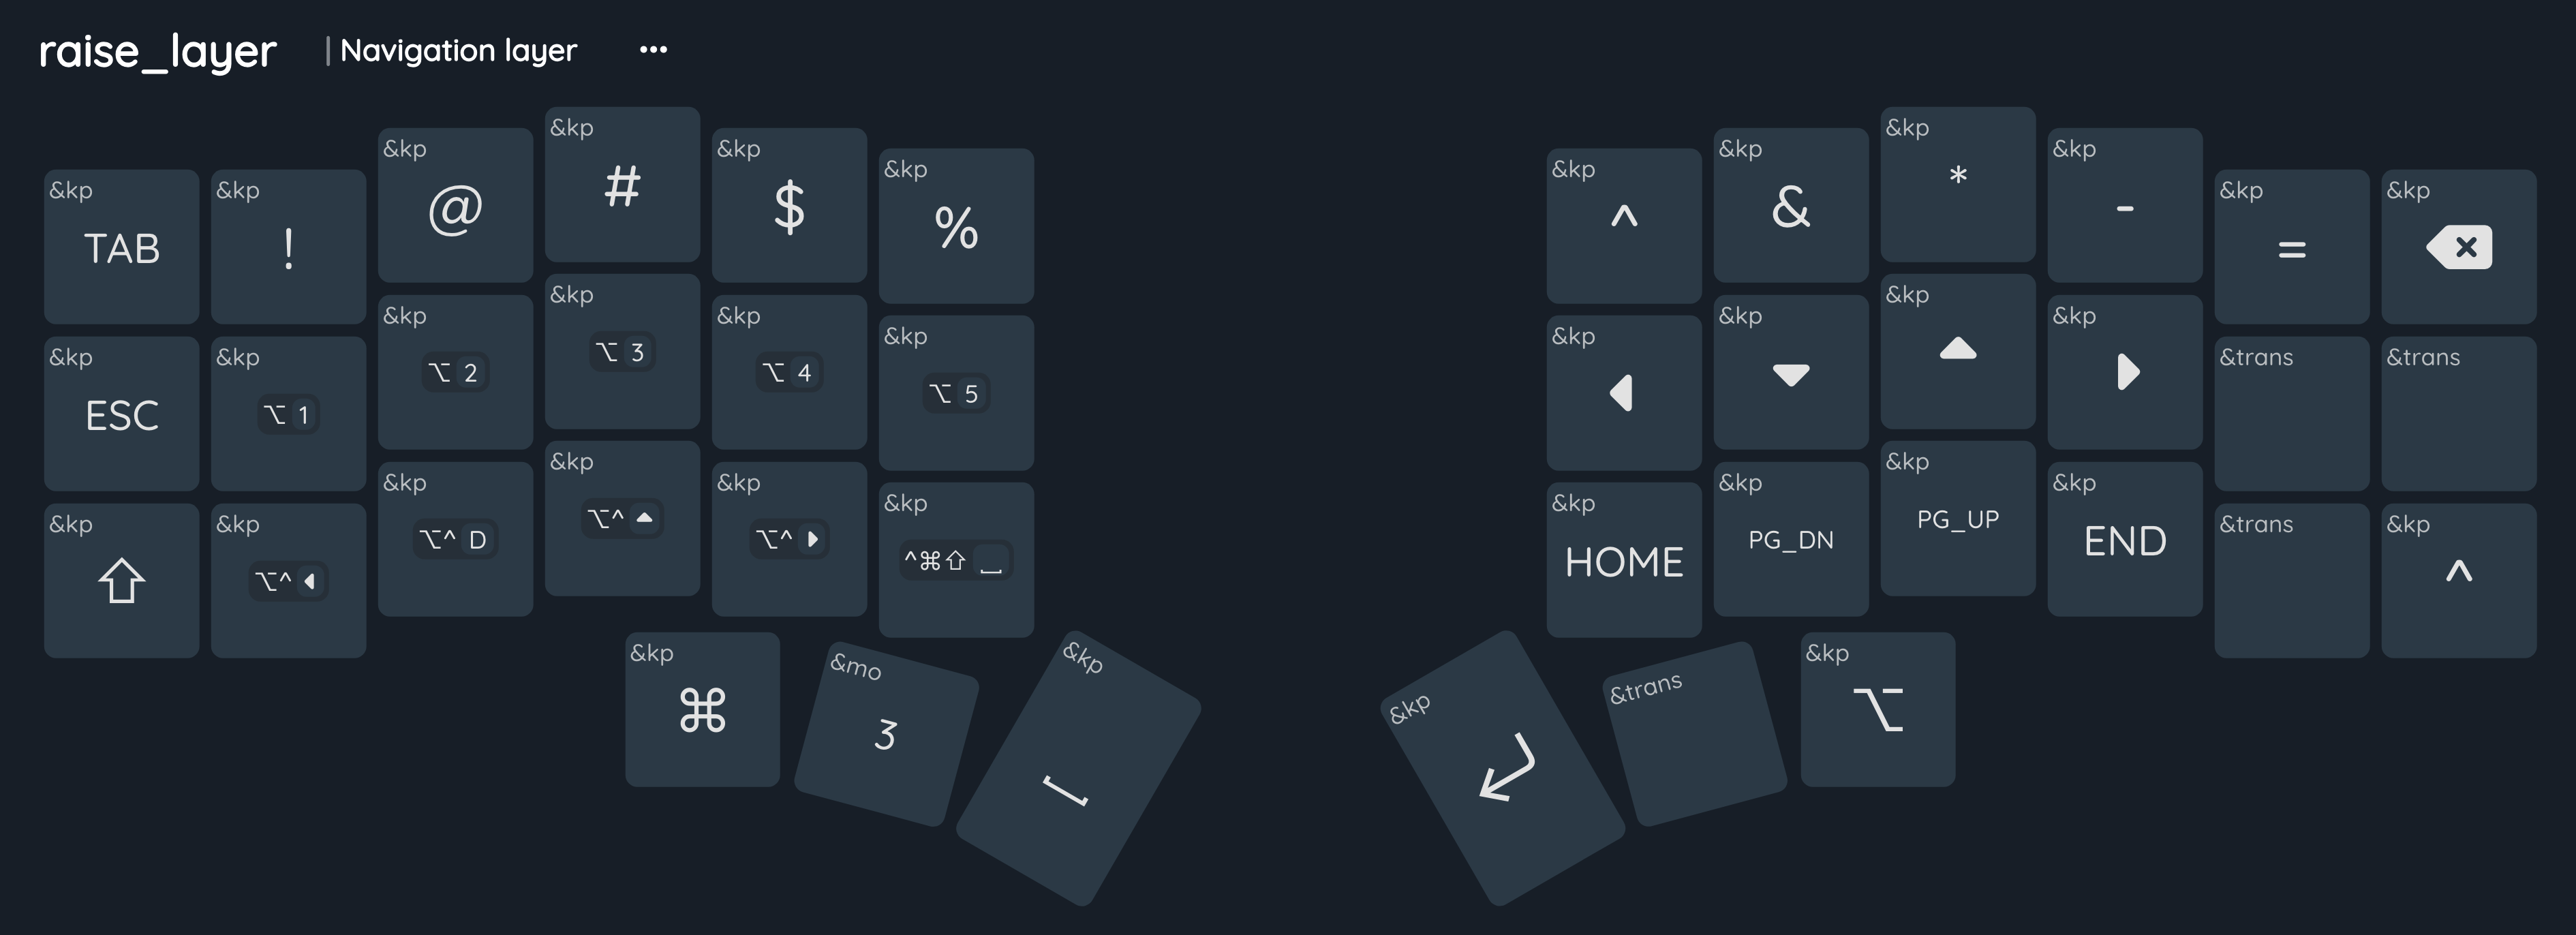 raise_layer | Navigation layer •••
&kp TAB &kp ! &kp @ &kp # &kp $ &kp % &kp ^ &kp & &kp * &kp - &kp = &kp ⌫
&kp ESC &kp ⌥ 1 &kp ⌥ 2 &kp ⌥ 3 &kp ⌥ 4 &kp ⌥ 5 &kp ◀ &kp ▼ &kp ▲ &kp ▶ &trans &trans
&kp ⇧ &kp ⌥^ ◀ &kp ⌥^ D &kp ⌥^ ▲ &kp ⌥^ ▶ &kp ^⌘⇧ ⎵ &kp HOME &kp PG_DN &kp PG_UP &kp END &trans &kp ^
&kp ⌘ &mo 3 &kp ⎵ &kp ↵ &trans &kp ⌥